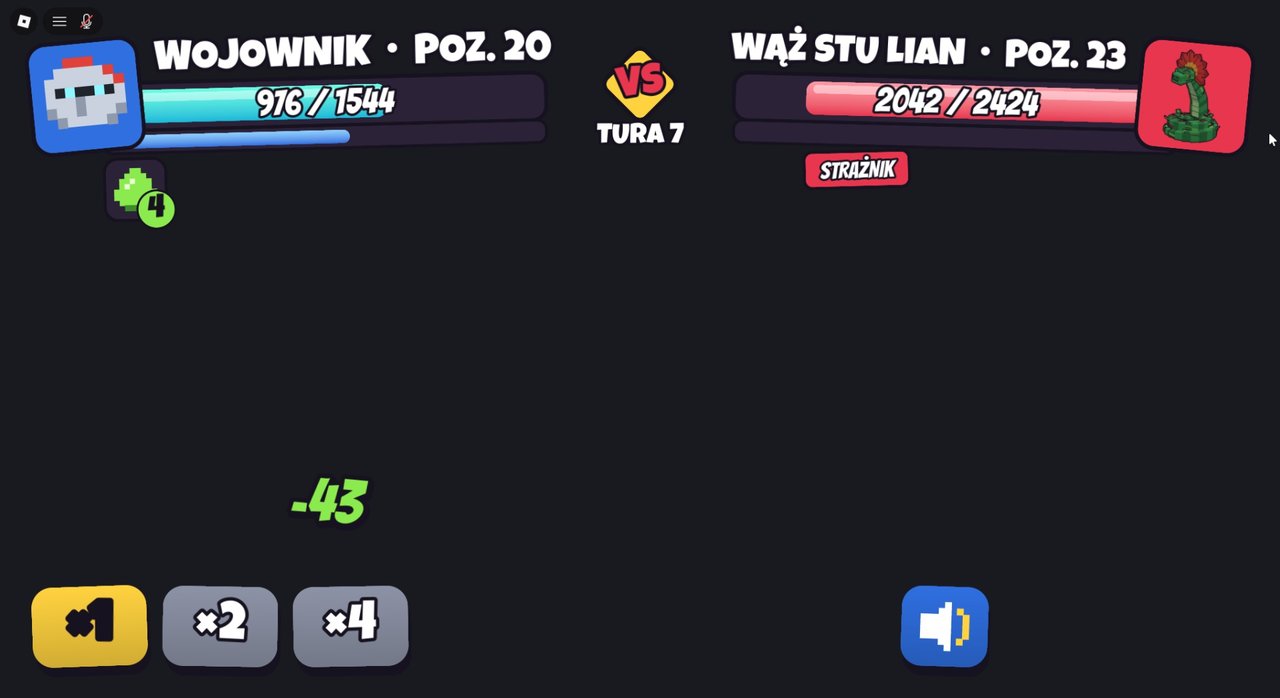 WOJOWNIK • POZ. 20
976 / 1544
4
VS
TURA 7
WĄŻ STU LIAN • POZ. 23
2042 / 2424
STRAŻNIK
-43
×1
×2
×4